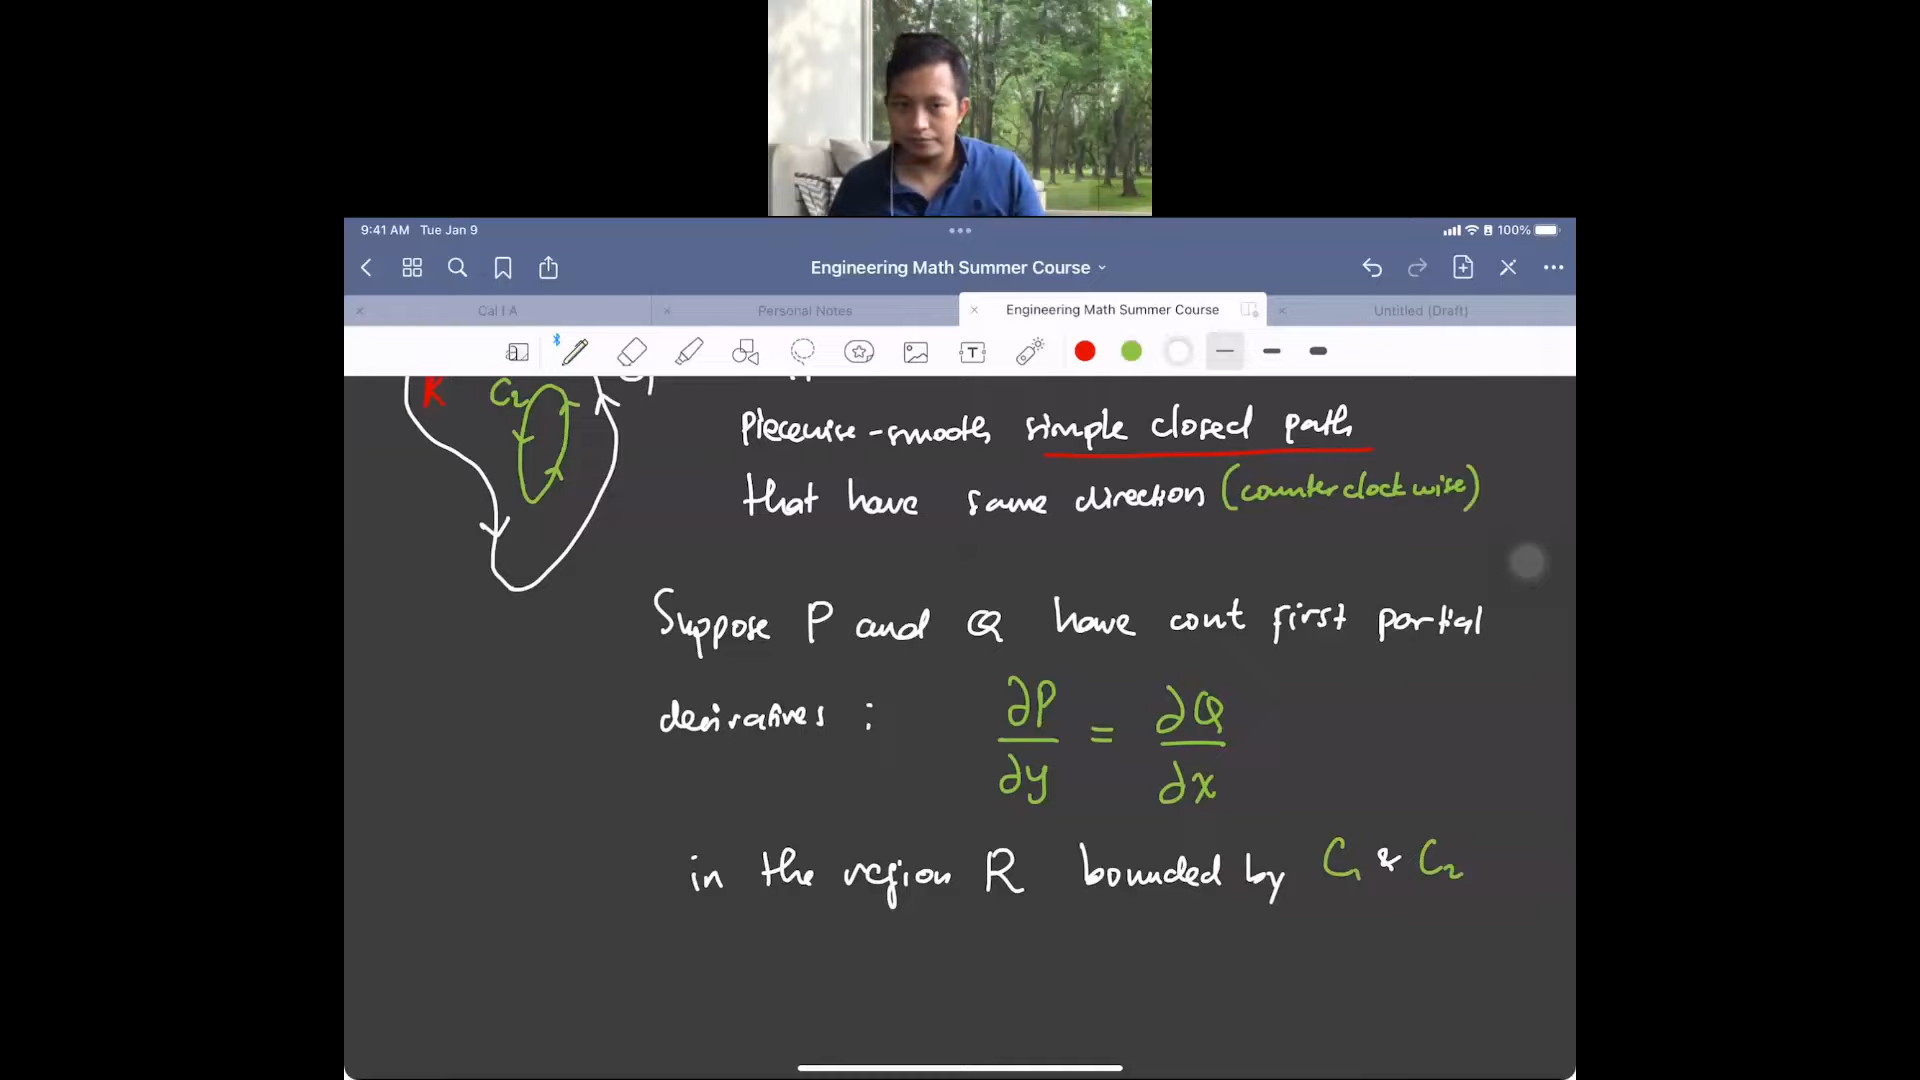 9:41 AM Tue Jan 9
100%
Engineering Math Summer Course
Cal I A
Personal Notes
Engineering Math Summer Course
Untitled (Draft)
R
C2
Piecewise-smooth simple closed path
that have same direction (counterclockwise)
Suppose P and Q have cont first partial
derivatives : ∂P/∂y = ∂Q/∂x
in the region R bounded by C1 & C2